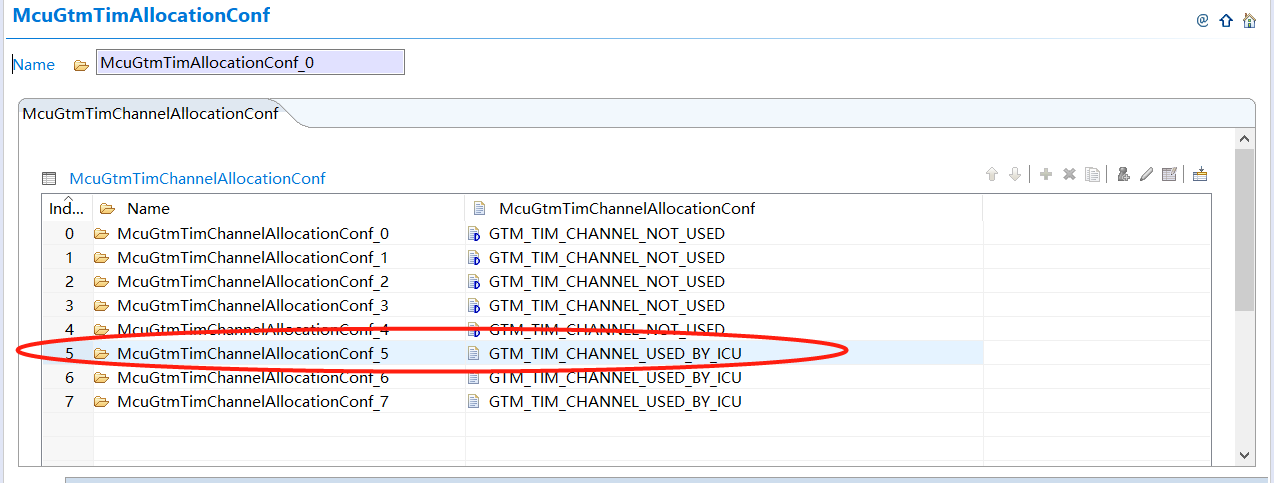 McuGtmTimAllocationConf
Name McuGtmTimAllocationConf_0
McuGtmTimChannelAllocationConf
McuGtmTimChannelAllocationConf
Ind... Name McuGtmTimChannelAllocationConf
0 McuGtmTimChannelAllocationConf_0 GTM_TIM_CHANNEL_NOT_USED
1 McuGtmTimChannelAllocationConf_1 GTM_TIM_CHANNEL_NOT_USED
2 McuGtmTimChannelAllocationConf_2 GTM_TIM_CHANNEL_NOT_USED
3 McuGtmTimChannelAllocationConf_3 GTM_TIM_CHANNEL_NOT_USED
4 McuGtmTimChannelAllocationConf_4 GTM_TIM_CHANNEL_NOT_USED
5 McuGtmTimChannelAllocationConf_5 GTM_TIM_CHANNEL_USED_BY_ICU
6 McuGtmTimChannelAllocationConf_6 GTM_TIM_CHANNEL_USED_BY_ICU
7 McuGtmTimChannelAllocationConf_7 GTM_TIM_CHANNEL_USED_BY_ICU